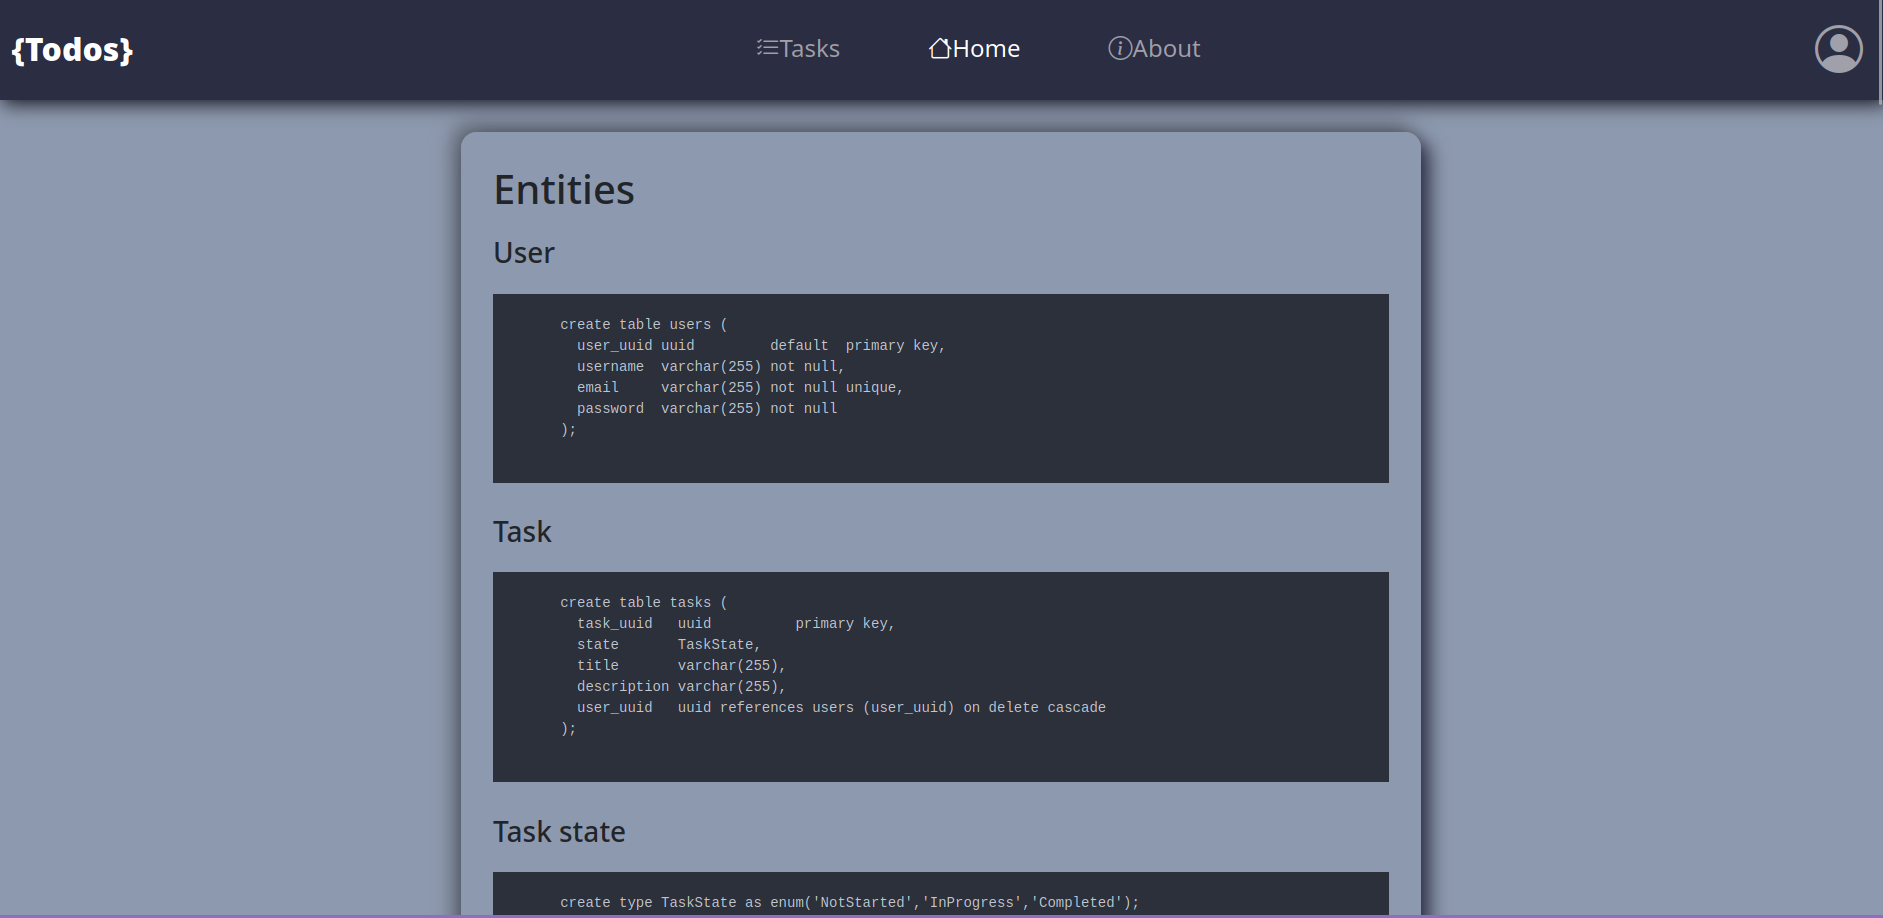 {Todos}
Tasks
Home
About
Entities
User
create table users (
  user_uuid uuid         default  primary key,
  username  varchar(255) not null,
  email     varchar(255) not null unique,
  password  varchar(255) not null
);
Task
create table tasks (
  task_uuid   uuid          primary key,
  state       TaskState,
  title       varchar(255),
  description varchar(255),
  user_uuid   uuid references users (user_uuid) on delete cascade
);
Task state
create type TaskState as enum('NotStarted','InProgress','Completed');